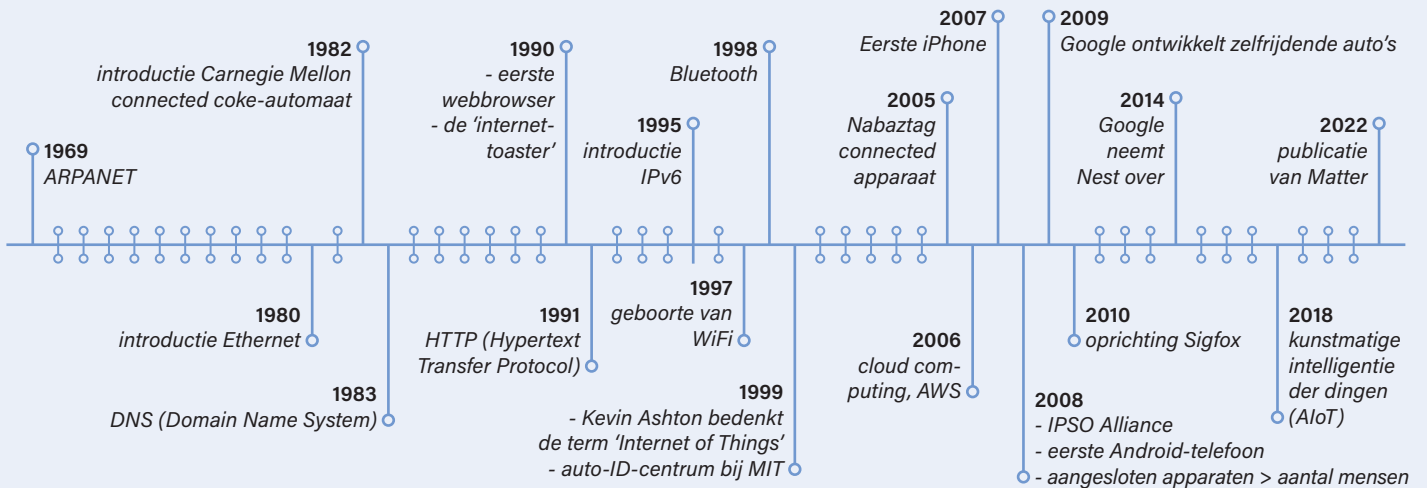 1969
ARPANET
1980
introductie Ethernet
1982
introductie Carnegie Mellon
connected coke-automaat
1983
DNS (Domain Name System)
1990
- eerste
webbrowser
- de ‘internet-
toaster’
1991
HTTP (Hypertext
Transfer Protocol)
1995
introductie
IPv6
1997
geboorte van
WiFi
1998
Bluetooth
1999
- Kevin Ashton bedenkt
de term ‘Internet of Things’
- auto-ID-centrum bij MIT
2005
Nabaztag
connected
apparaat
2006
cloud com-
puting, AWS
2007
Eerste iPhone
2008
- IPSO Alliance
- eerste Android-telefoon
- aangesloten apparaten > aantal mensen
2009
Google ontwikkelt zelfrijdende auto’s
2010
oprichting Sigfox
2014
Google
neemt
Nest over
2018
kunstmatige
intelligentie
der dingen
(AIoT)
2022
publicatie
van Matter